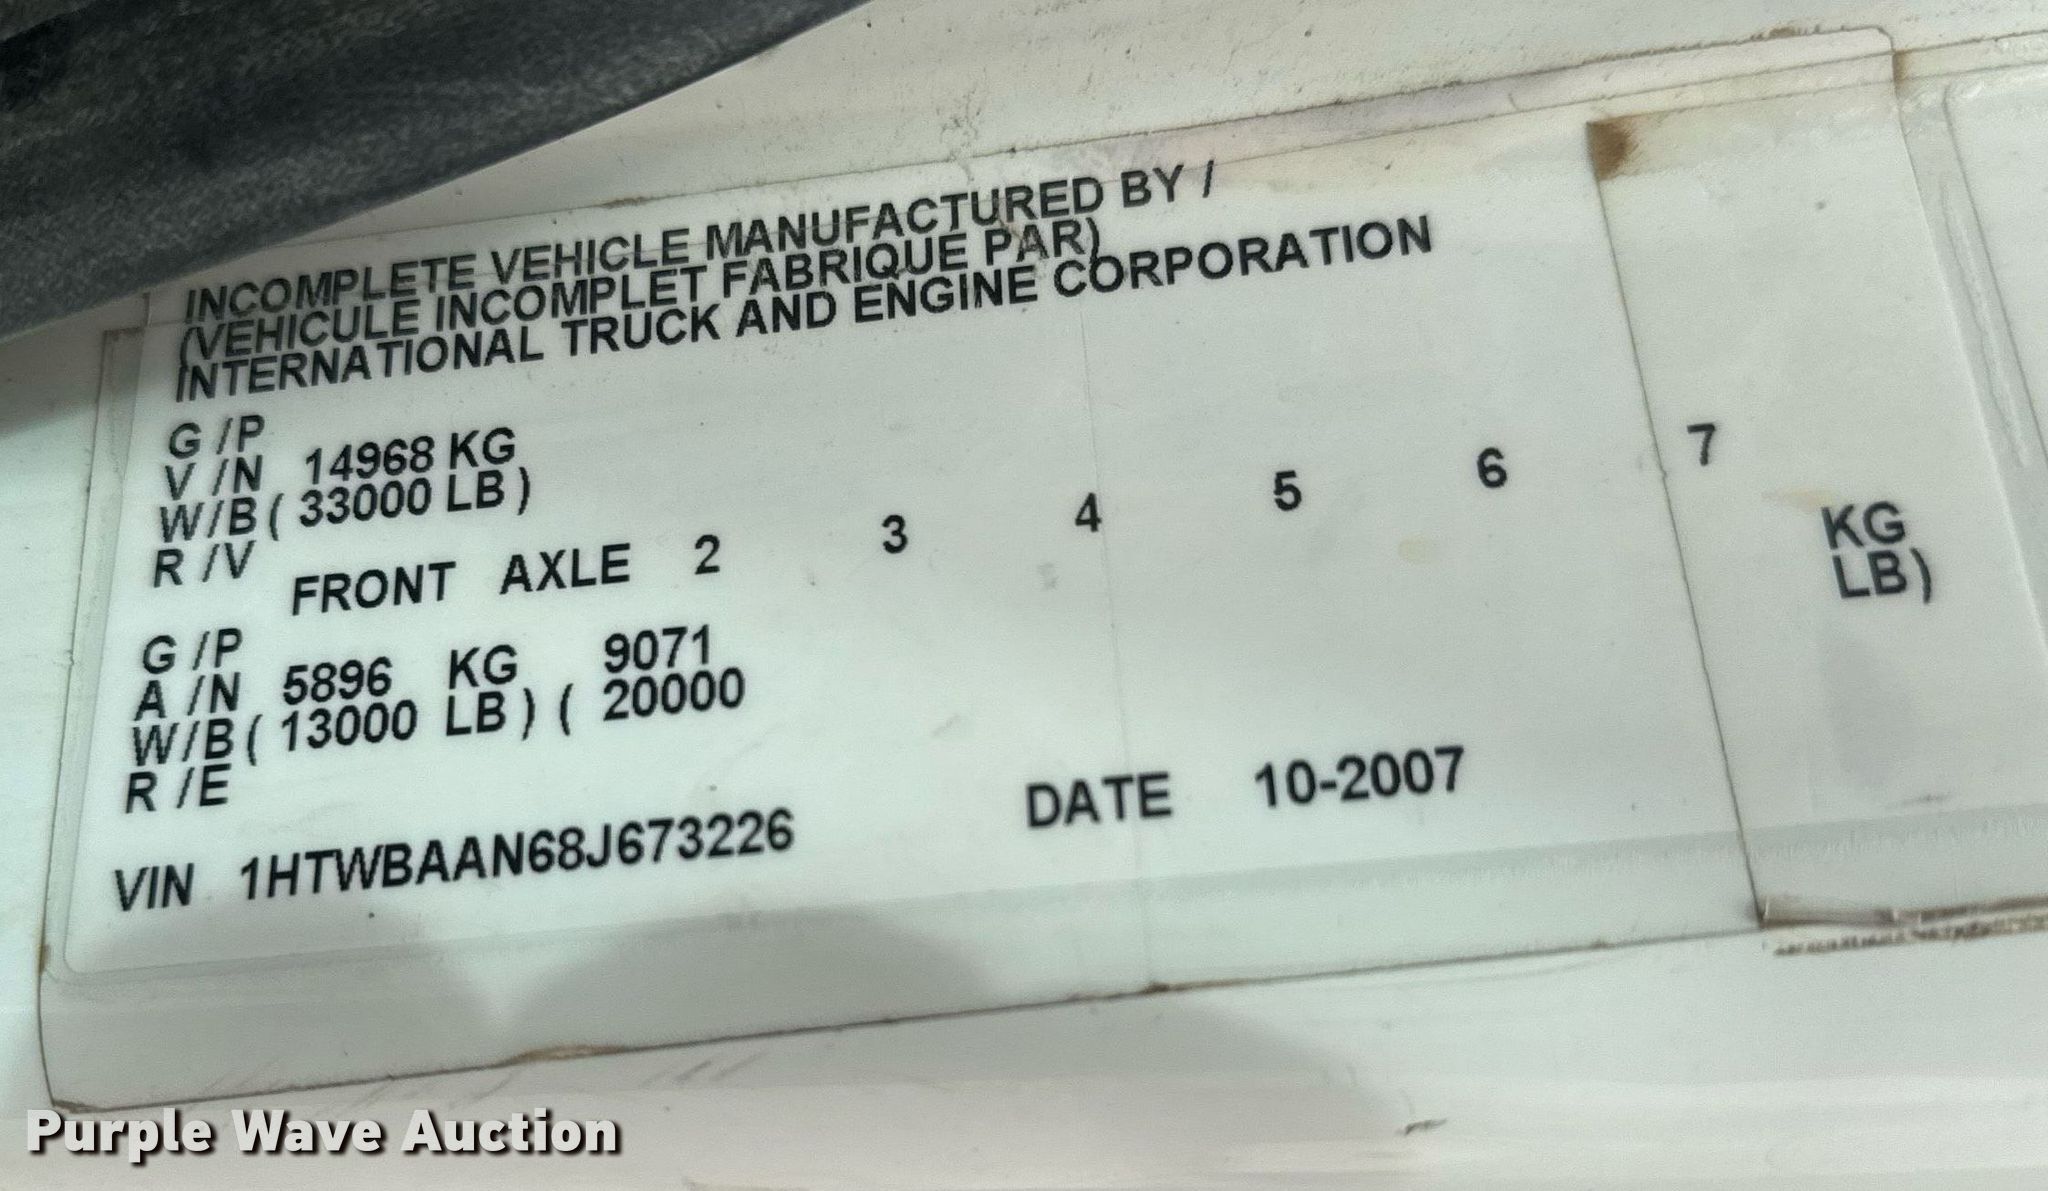 INCOMPLETE VEHICLE MANUFACTURED BY /
(VEHICULE INCOMPLET FABRIQUE PAR)
INTERNATIONAL TRUCK AND ENGINE CORPORATION
G /P
V /N 14968 KG
W/B( 33000 LB)
R /V
FRONT AXLE 2 3 4 5 6 7
G /P
A /N 5896 KG 9071 KG
W/B( 13000 LB) ( 20000 LB)
R /E
VIN 1HTWBAAN68J673226 DATE 10-2007
Purple Wave Auction